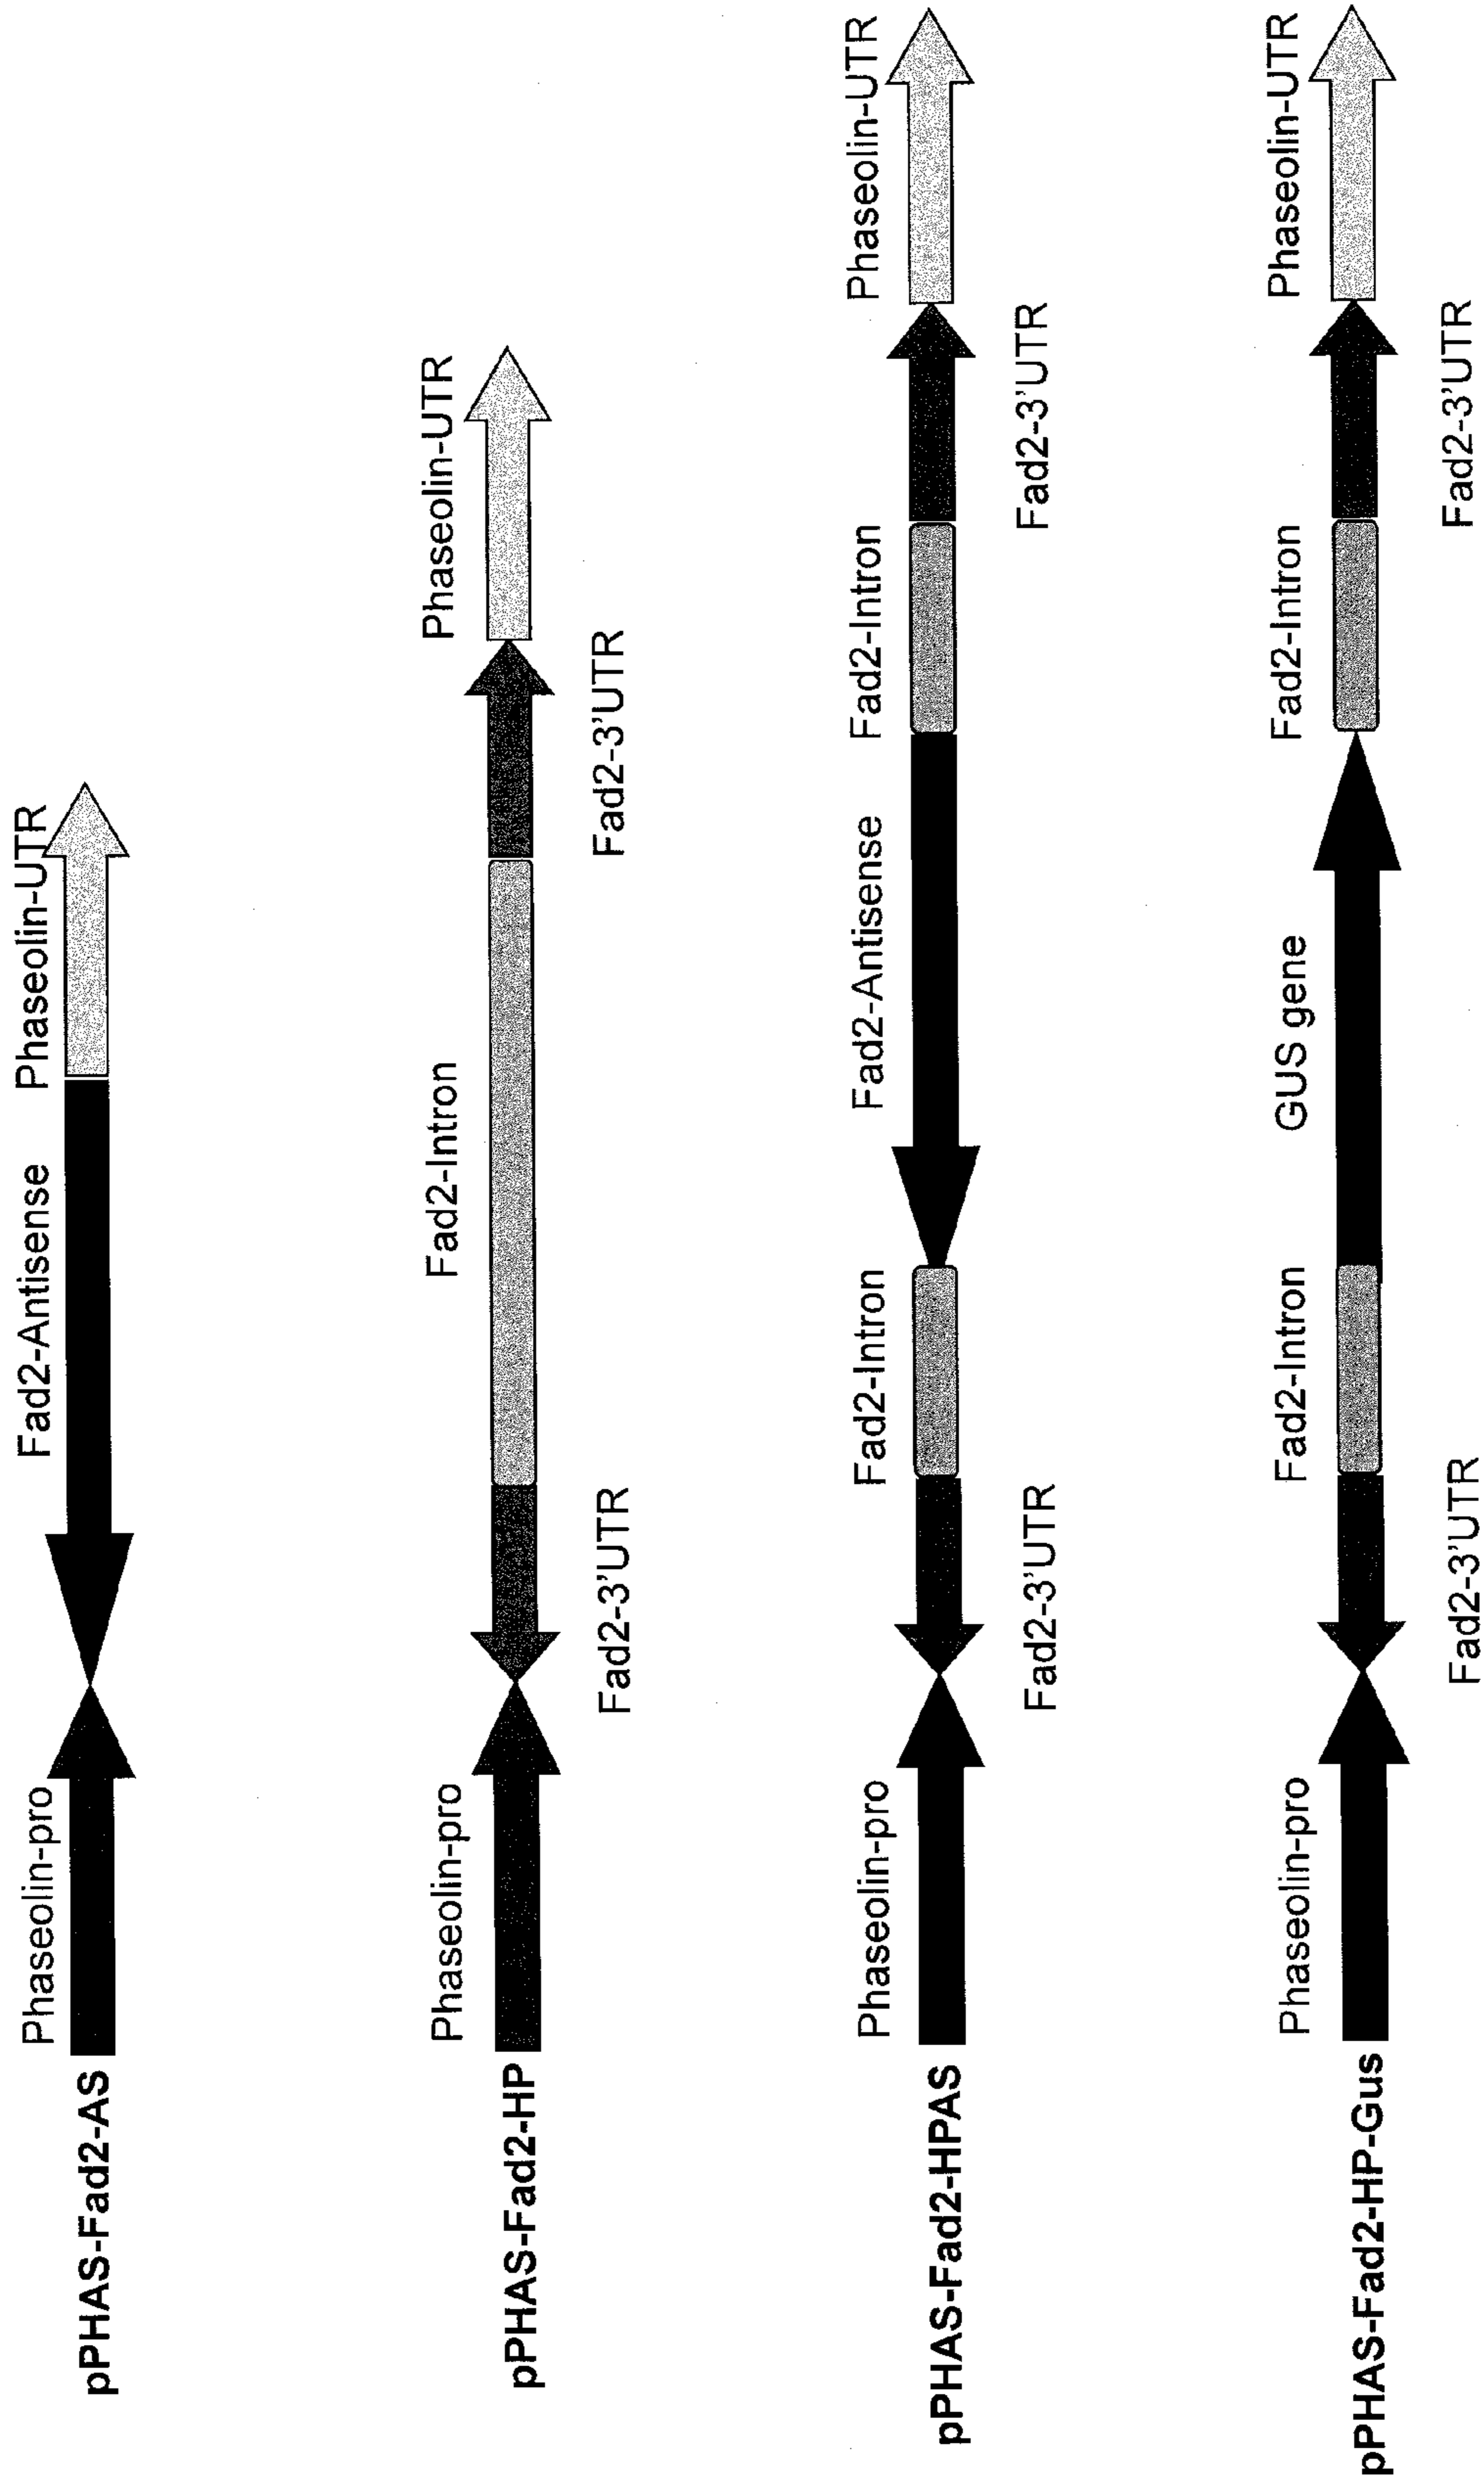 pPHAS-Fad2-AS
Phaseolin-pro
Fad2-Antisense
Phaseolin-UTR
pPHAS-Fad2-HP
Phaseolin-pro
Fad2-3'UTR
Fad2-Intron
Fad2-3'UTR
Phaseolin-UTR
pPHAS-Fad2-HPAS
Phaseolin-pro
Fad2-3'UTR
Fad2-Intron
Fad2-Antisense
Fad2-Intron
Fad2-3'UTR
Phaseolin-UTR
pPHAS-Fad2-HP-Gus
Phaseolin-pro
Fad2-3'UTR
Fad2-Intron
GUS gene
Fad2-Intron
Fad2-3'UTR
Phaseolin-UTR